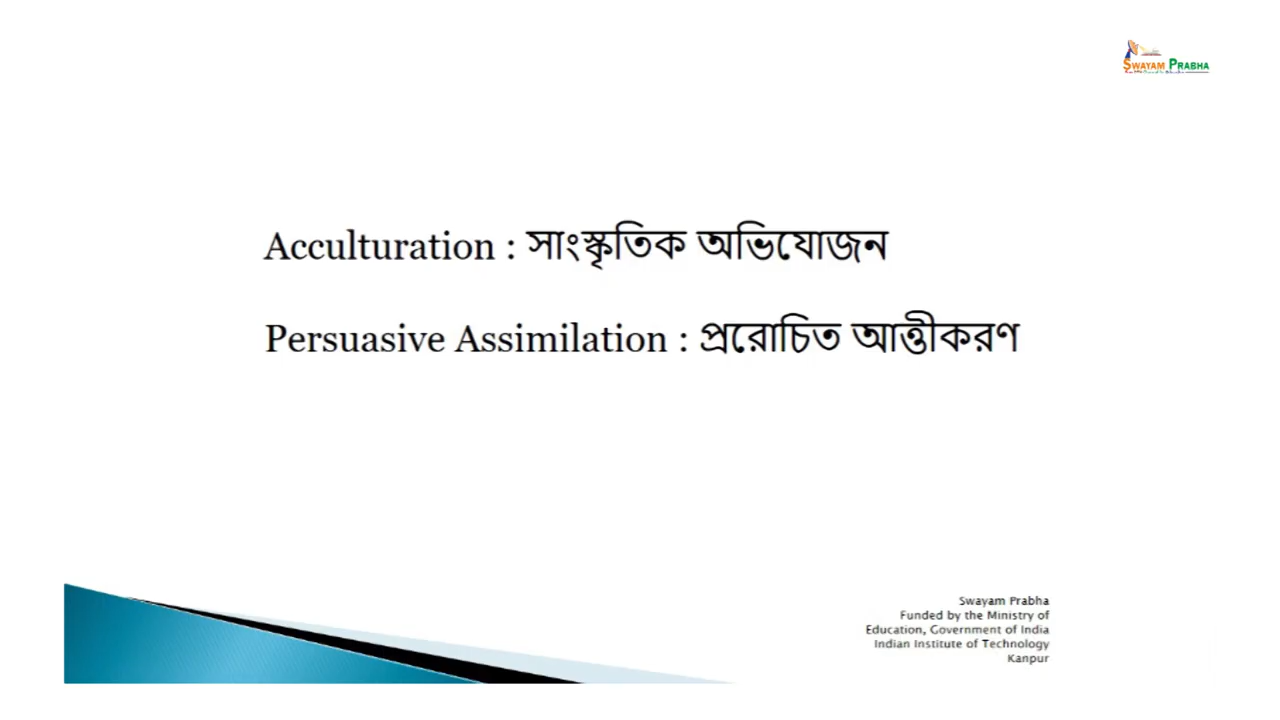 SWAYAM PRABHA
Acculturation : সাংস্কৃতিক অভিযোজন
Persuasive Assimilation : প্ররোচিত আত্তীকরণ
Swayam Prabha
Funded by the Ministry of
Education, Government of India
Indian Institute of Technology
Kanpur